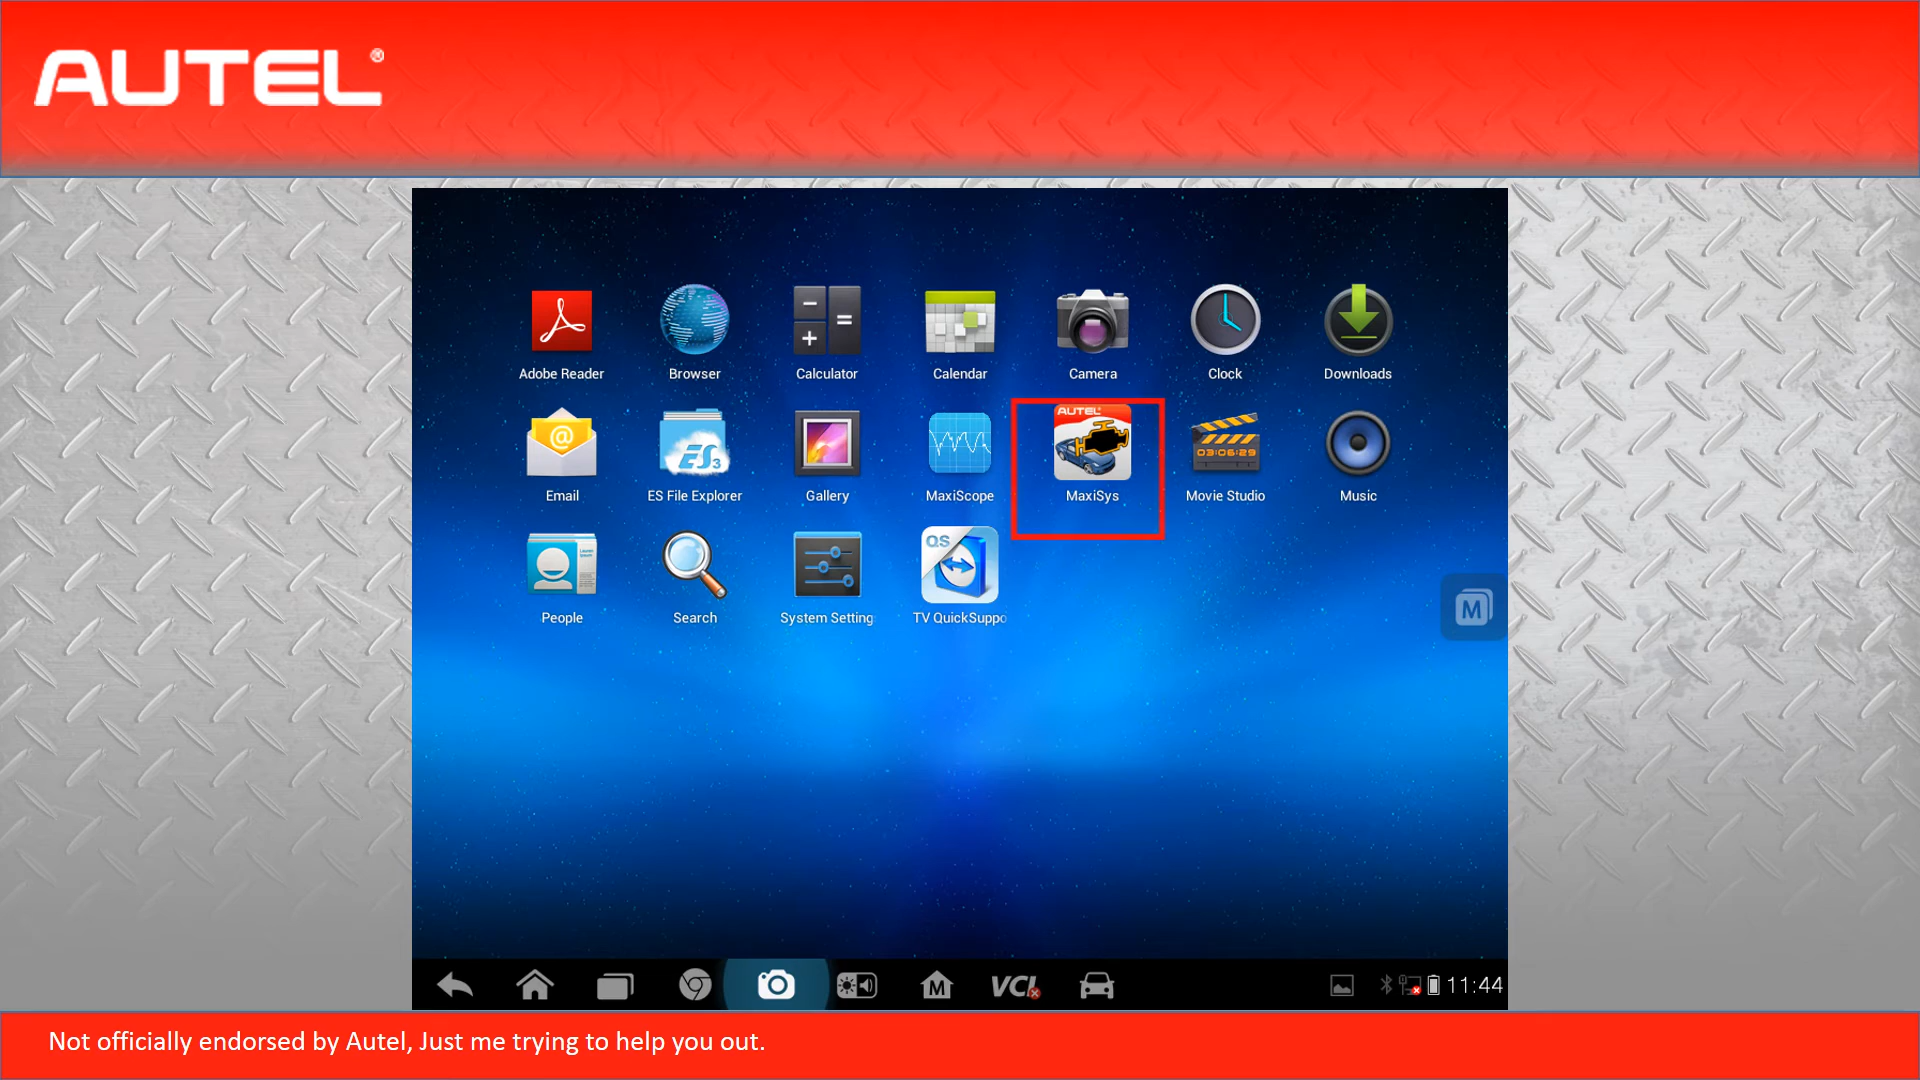 AUTEL®
Adobe Reader
Browser
Calculator
Calendar
Camera
Clock
Downloads
Email
ES File Explorer
Gallery
MaxiScope
AUTEL
MaxiSys
03:06:29
Movie Studio
Music
People
Search
System Setting
QS
TV QuickSuppo
M
M
VCI
11:44
Not officially endorsed by Autel, Just me trying to help you out.